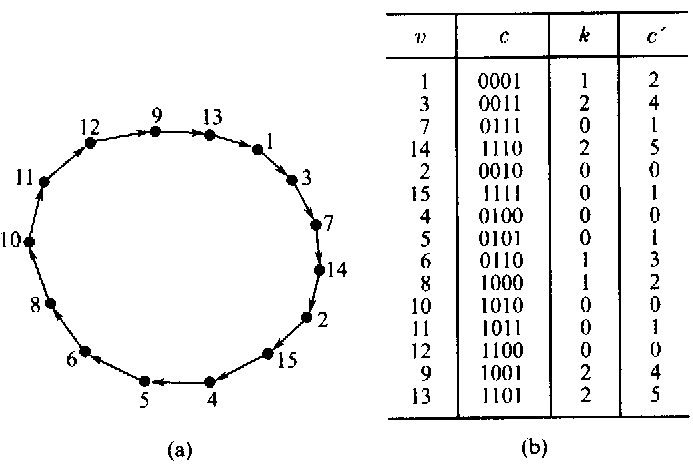 9 13
12 1
11 3
7
10 14
8 2
6 15
5 4
(a)
v c k c′
1 0001 1 2
3 0011 2 4
7 0111 0 1
14 1110 2 5
2 0010 0 0
15 1111 0 1
4 0100 0 0
5 0101 0 1
6 0110 1 3
8 1000 1 2
10 1010 0 0
11 1011 0 1
12 1100 0 0
9 1001 2 4
13 1101 2 5
(b)